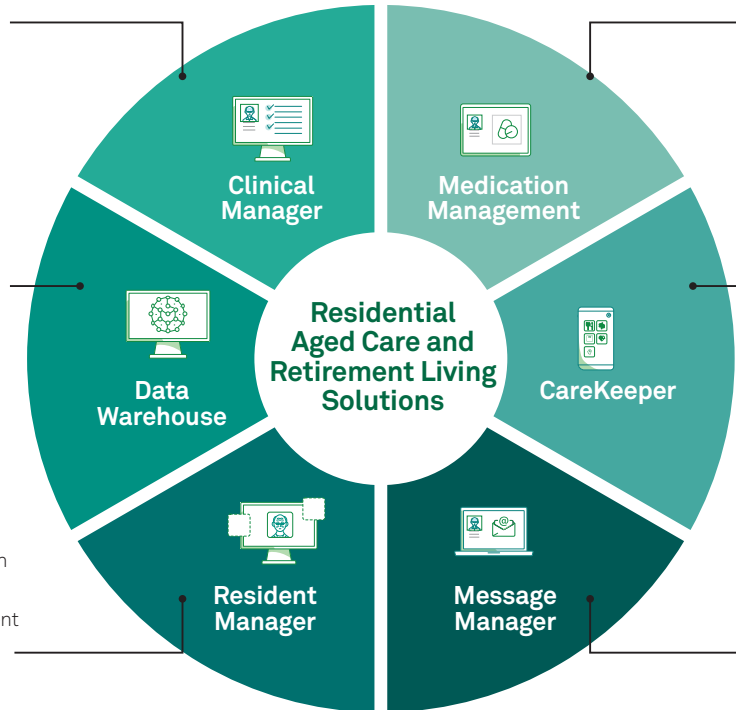 Clinical
Manager
Medication
Management
Residential
Aged Care and
Retirement Living
Solutions
Data
Warehouse
CareKeeper
Resident
Manager
Message
Manager